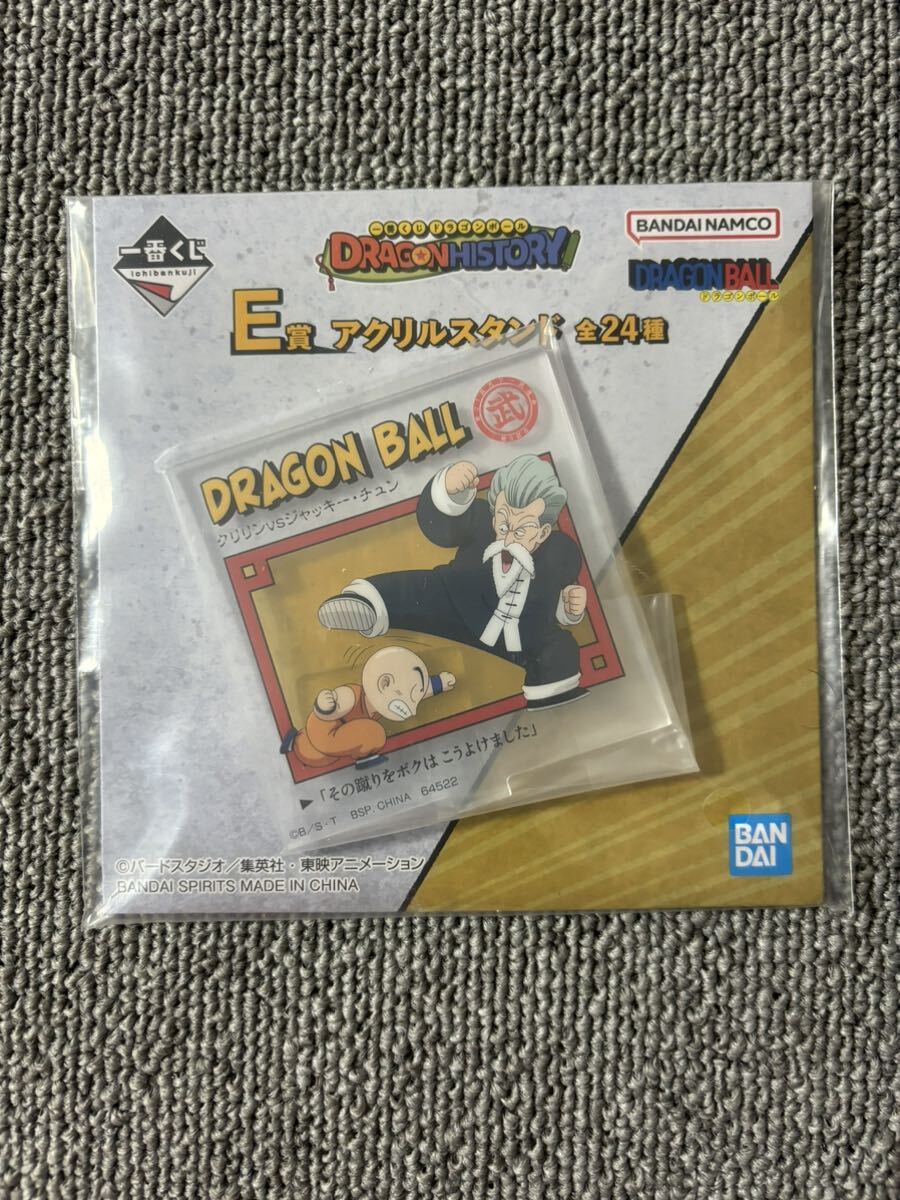 一番くじ
ichibankuji
一番くじ ドラゴンボール
DRAGON HISTORY
BANDAI NAMCO
DRAGONBALL
ドラゴンボール
E賞 アクリルスタンド 全24種
武
DRAGON BALL
クリリンVSジャッキー・チュン
▶「その蹴りをボクは こうよけました」
©B/S・T BSP. CHINA 64522
©バードスタジオ/集英社・東映アニメーション
BANDAI SPIRITS MADE IN CHINA
BAN
DAI